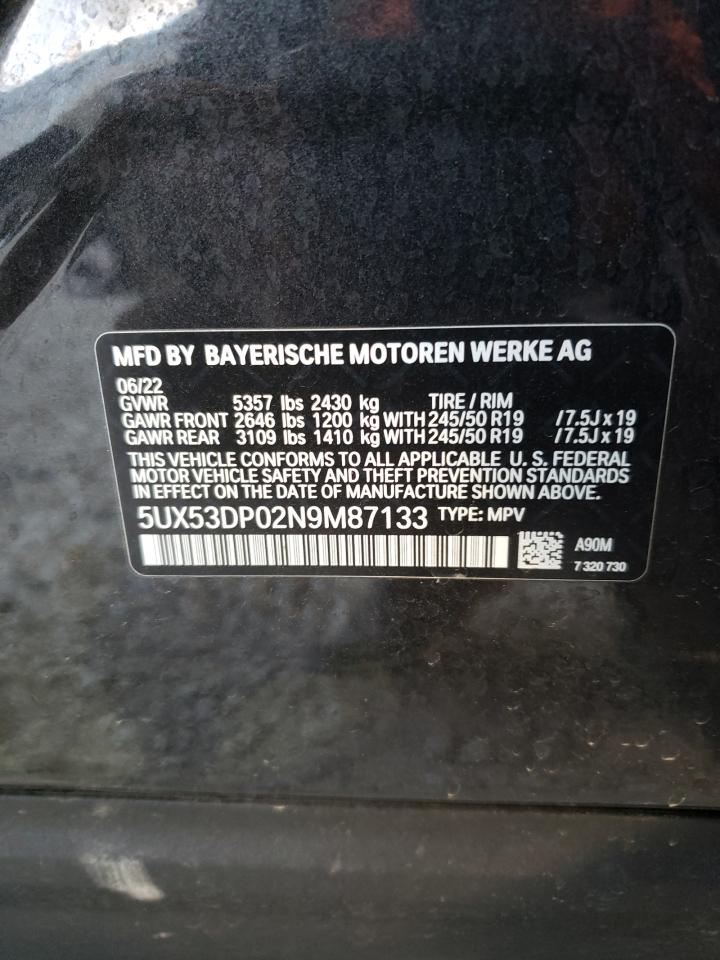 MFD BY BAYERISCHE MOTOREN WERKE AG
06/22
GVWR 5357 lbs 2430 kg TIRE / RIM
GAWR FRONT 2646 lbs 1200 kg WITH 245/50 R19 /7.5J x 19
GAWR REAR 3109 lbs 1410 kg WITH 245/50 R19 /7.5J x 19
THIS VEHICLE CONFORMS TO ALL APPLICABLE U. S. FEDERAL
MOTOR VEHICLE SAFETY AND THEFT PREVENTION STANDARDS
IN EFFECT ON THE DATE OF MANUFACTURE SHOWN ABOVE.
5UX53DP02N9M87133 TYPE: MPV
A90M
7 320 730